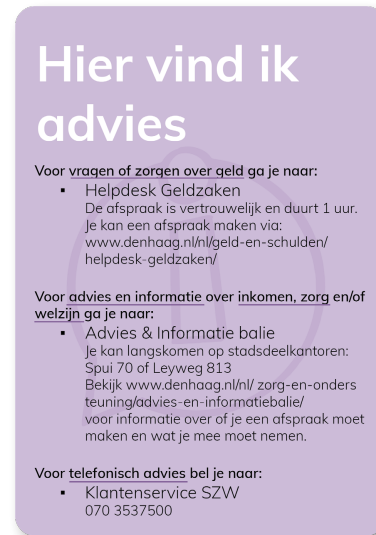 Hier vind ik
advies
Voor vragen of zorgen over geld ga je naar:
▪ Helpdesk Geldzaken
De afspraak is vertrouwelijk en duurt 1 uur.
Je kan een afspraak maken via:
www.denhaag.nl/nl/geld-en-schulden/
helpdesk-geldzaken/
Voor advies en informatie over inkomen, zorg en/of
welzijn ga je naar:
▪ Advies & Informatie balie
Je kan langskomen op stadsdeelkantoren:
Spui 70 of Leyweg 813
Bekijk www.denhaag.nl/nl/ zorg-en-onders
teuning/advies-en-informatiebalie/
voor informatie over of je een afspraak moet
maken en wat je mee moet nemen.
Voor telefonisch advies bel je naar:
▪ Klantenservice SZW
070 3537500